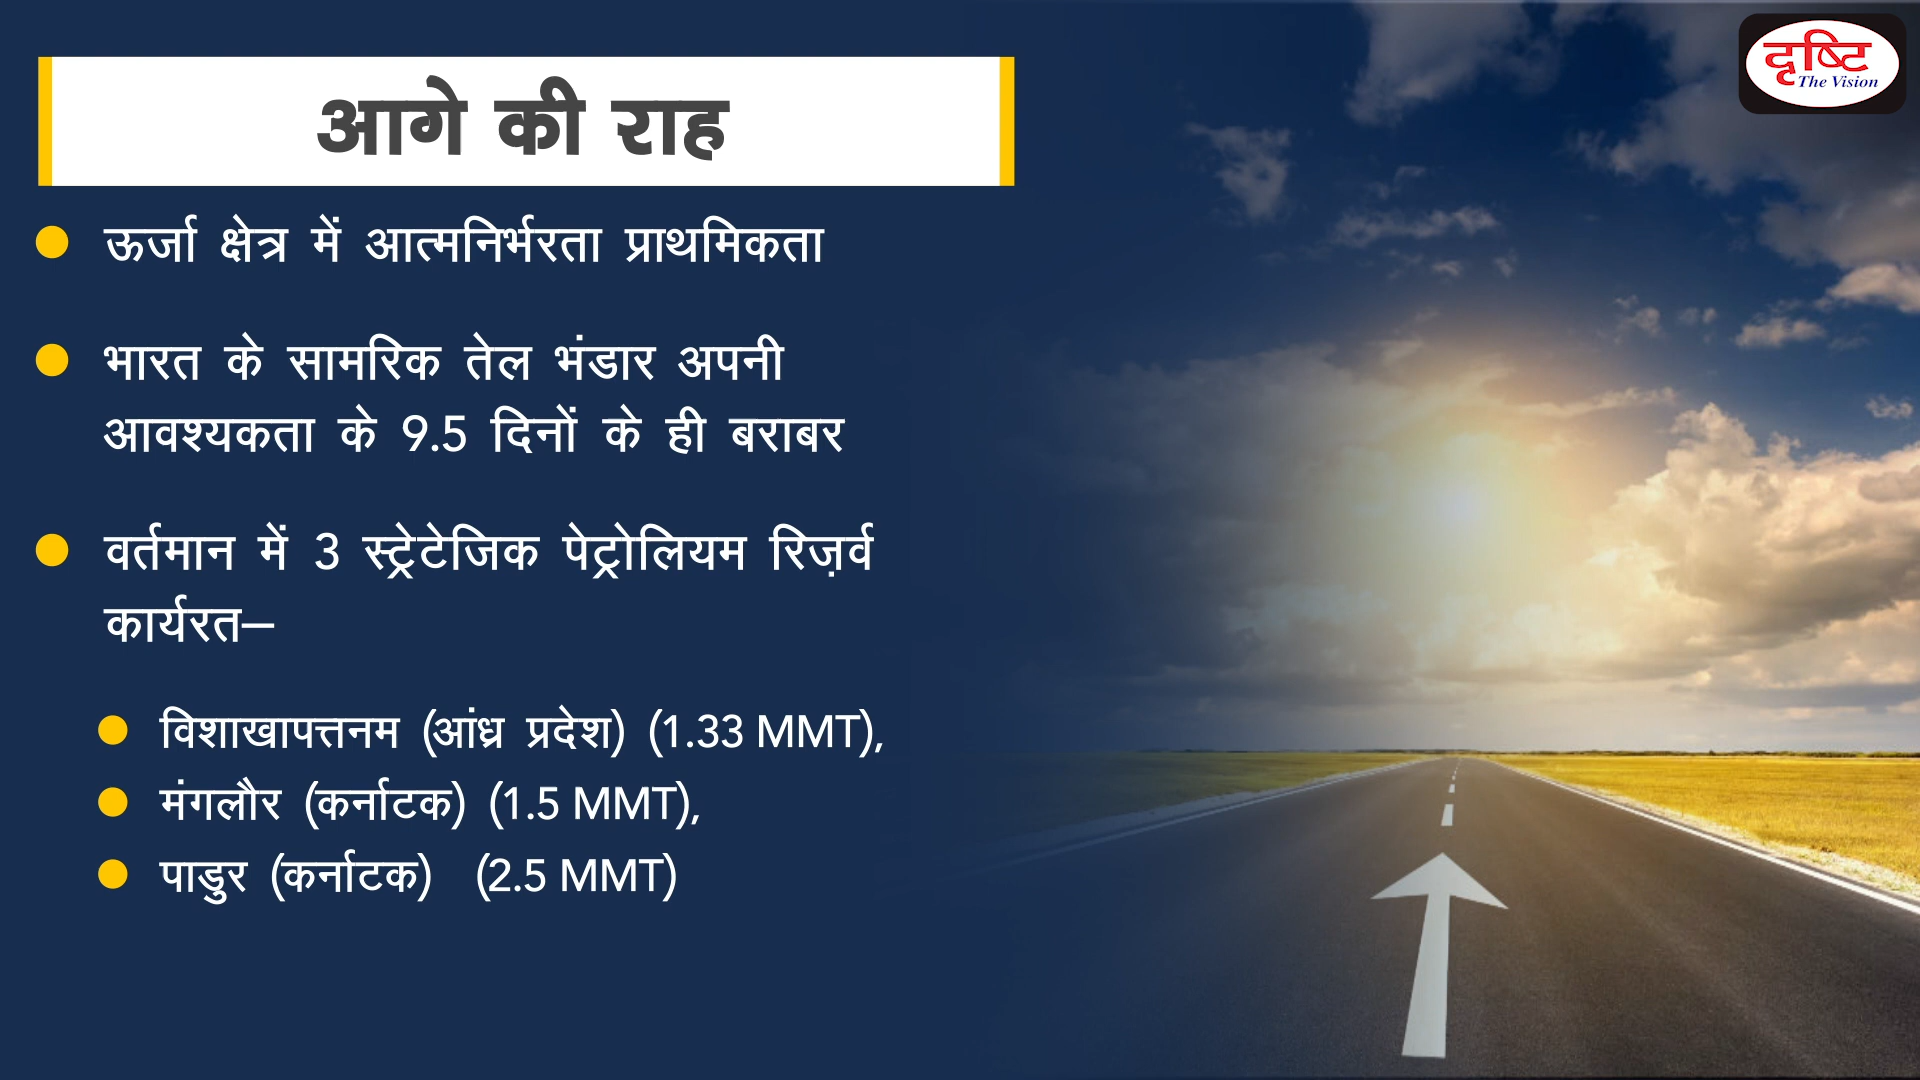 दृष्टि
The Vision
आगे की राह
ऊर्जा क्षेत्र में आत्मनिर्भरता प्राथमिकता
भारत के सामरिक तेल भंडार अपनी
आवश्यकता के 9.5 दिनों के ही बराबर
वर्तमान में 3 स्ट्रेटेजिक पेट्रोलियम रिज़र्व
कार्यरत–
विशाखापत्तनम (आंध्र प्रदेश) (1.33 MMT),
मंगलौर (कर्नाटक) (1.5 MMT),
पाडुर (कर्नाटक) (2.5 MMT)